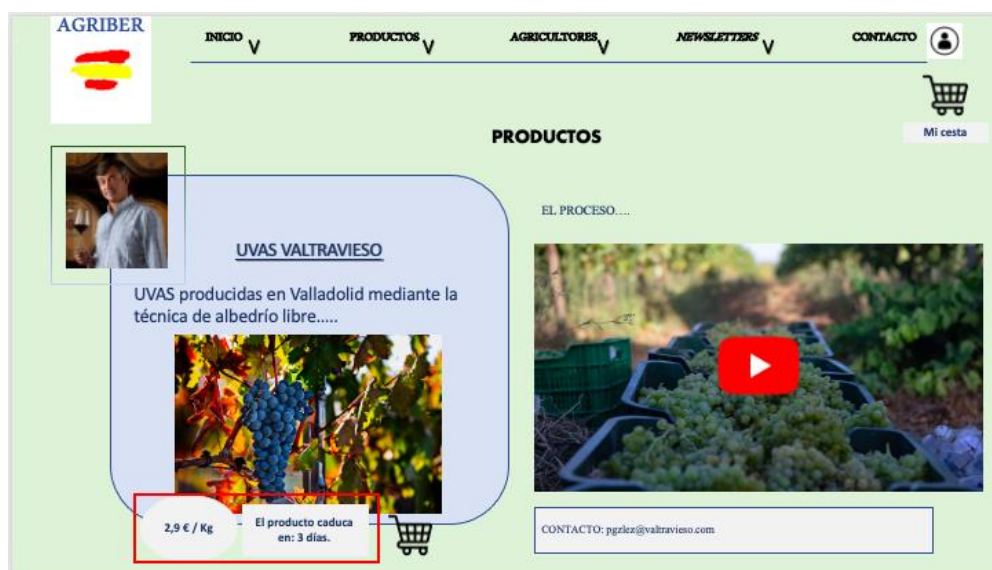 AGRIBER
INICIO V
PRODUCTOS V
AGRICULTORES V
NEWSLETTERS V
CONTACTO
Mi cesta
PRODUCTOS
UVAS VALTRAVIESO
UVAS producidas en Valladolid mediante la
técnica de albedrío libre.....
2,9 € / Kg
El producto caduca
en: 3 días.
EL PROCESO....
CONTACTO: pgzlez@valtravieso.com